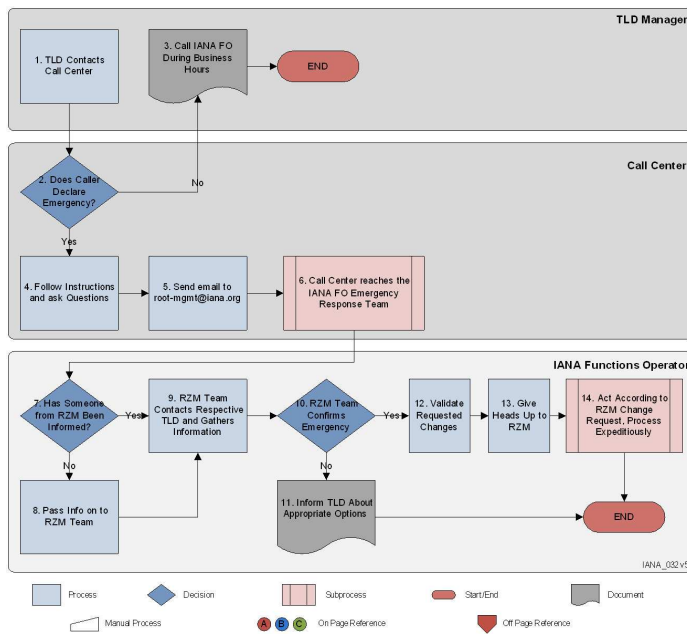 TLD Manager
1. TLD Contacts
Call Center
3. Call IANA FO
During Business
Hours
END
Call Center
2. Does Caller
Declare
Emergency?
No
Yes
4. Follow Instructions
and ask Questions
5. Send email to
root-mgmt@iana.org
6. Call Center reaches the
IANA FO Emergency
Response Team
IANA Functions Operator
7. Has Someone
from RZM Been
Informed?
Yes
9. RZM Team
Contacts Respective
TLD and Gathers
Information
10. RZM Team
Confirms
Emergency
Yes
12. Validate
Requested
Changes
13. Give
Heads Up to
RZM
14. Act According to
RZM Change
Request, Process
Expeditiously
No
No
8. Pass Info on to
RZM Team
11. Inform TLD About
Appropriate Options
END
IANA_032 v5
Process
Decision
Subprocess
Start/End
Document
Manual Process
A B C On Page Reference
Off Page Reference